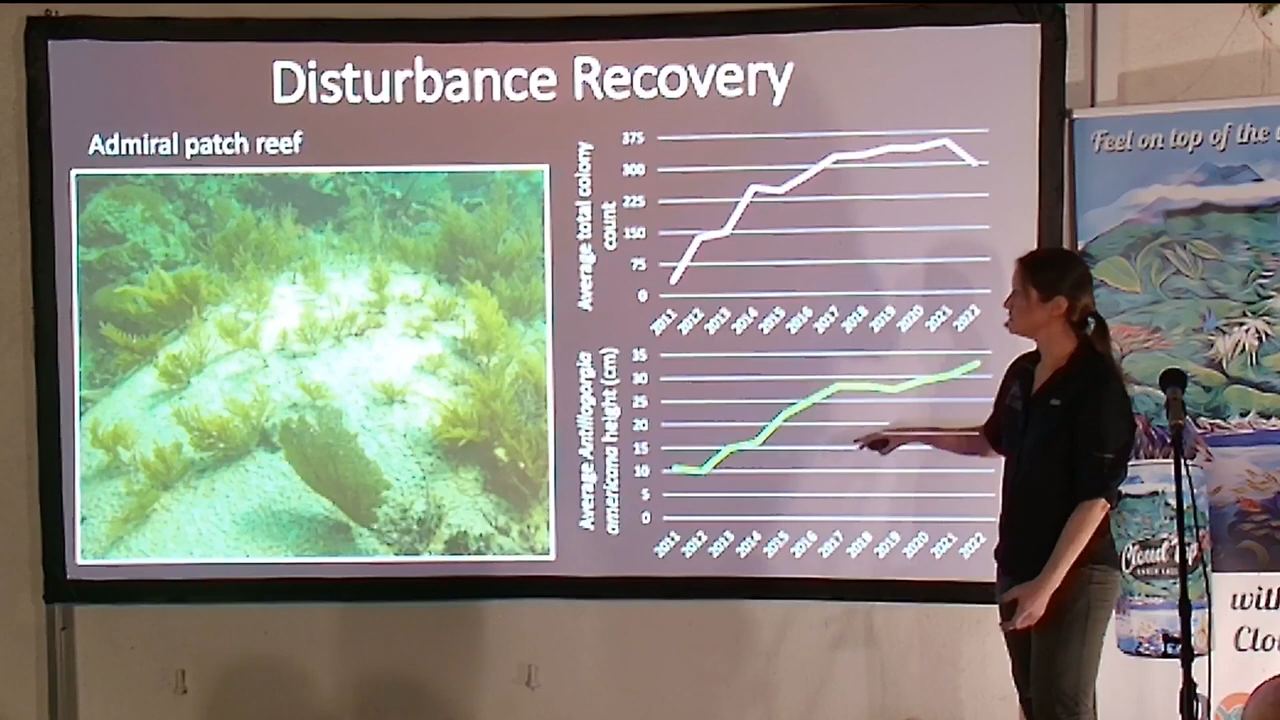 Disturbance Recovery
Admiral patch reef
Average total colony
count
375
300
225
150
75
0
2011 2012 2013 2014 2015 2016 2017 2018 2019 2020 2021 2022
Average Antillogorgia
americana height (cm)
35
30
25
20
15
10
5
0
2011 2012 2013 2014 2015 2016 2017 2018 2019 2020 2021 2022
Feel on top of the
Cloud
with